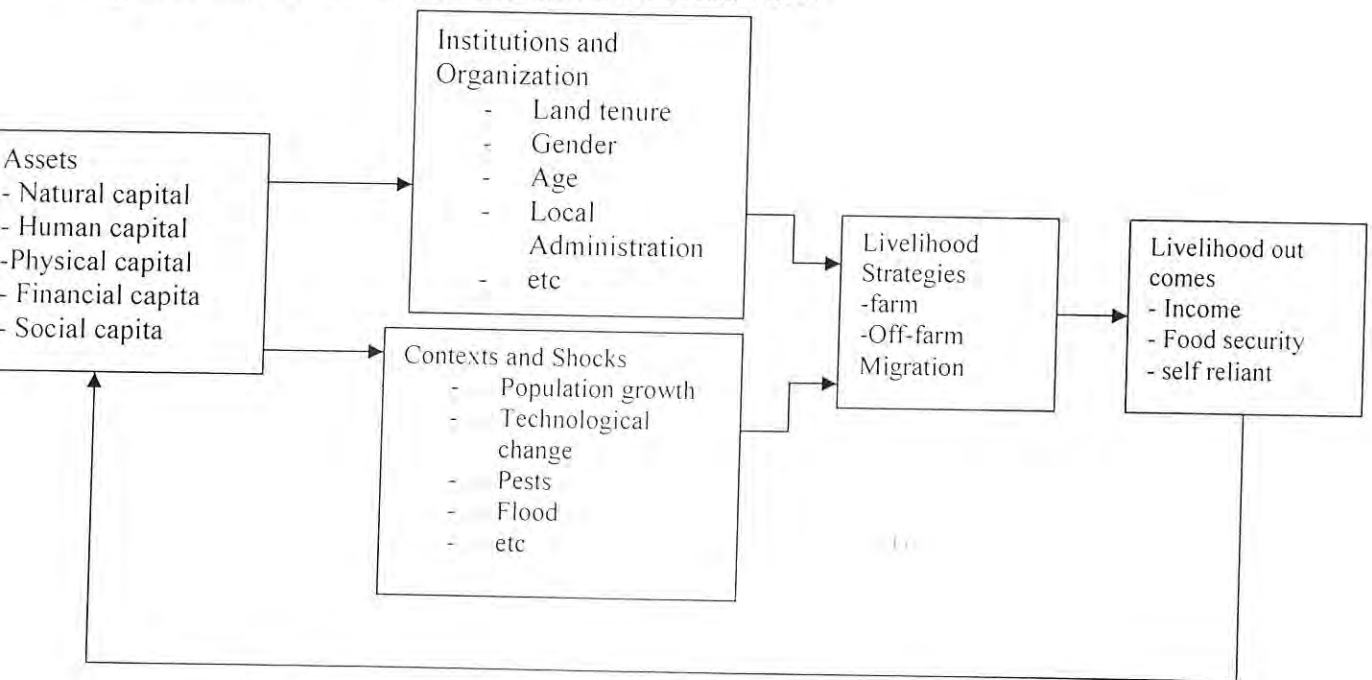 Assets
- Natural capital
- Human capital
-Physical capital
- Financial capita
- Social capita
Institutions and
Organization
- Land tenure
- Gender
- Age
- Local
Administration
- etc
Contexts and Shocks
- Population growth
- Technological
change
- Pests
- Flood
- etc
Livelihood
Strategies
-farm
-Off-farm
Migration
Livelihood out
comes
- Income
- Food security
- self reliant